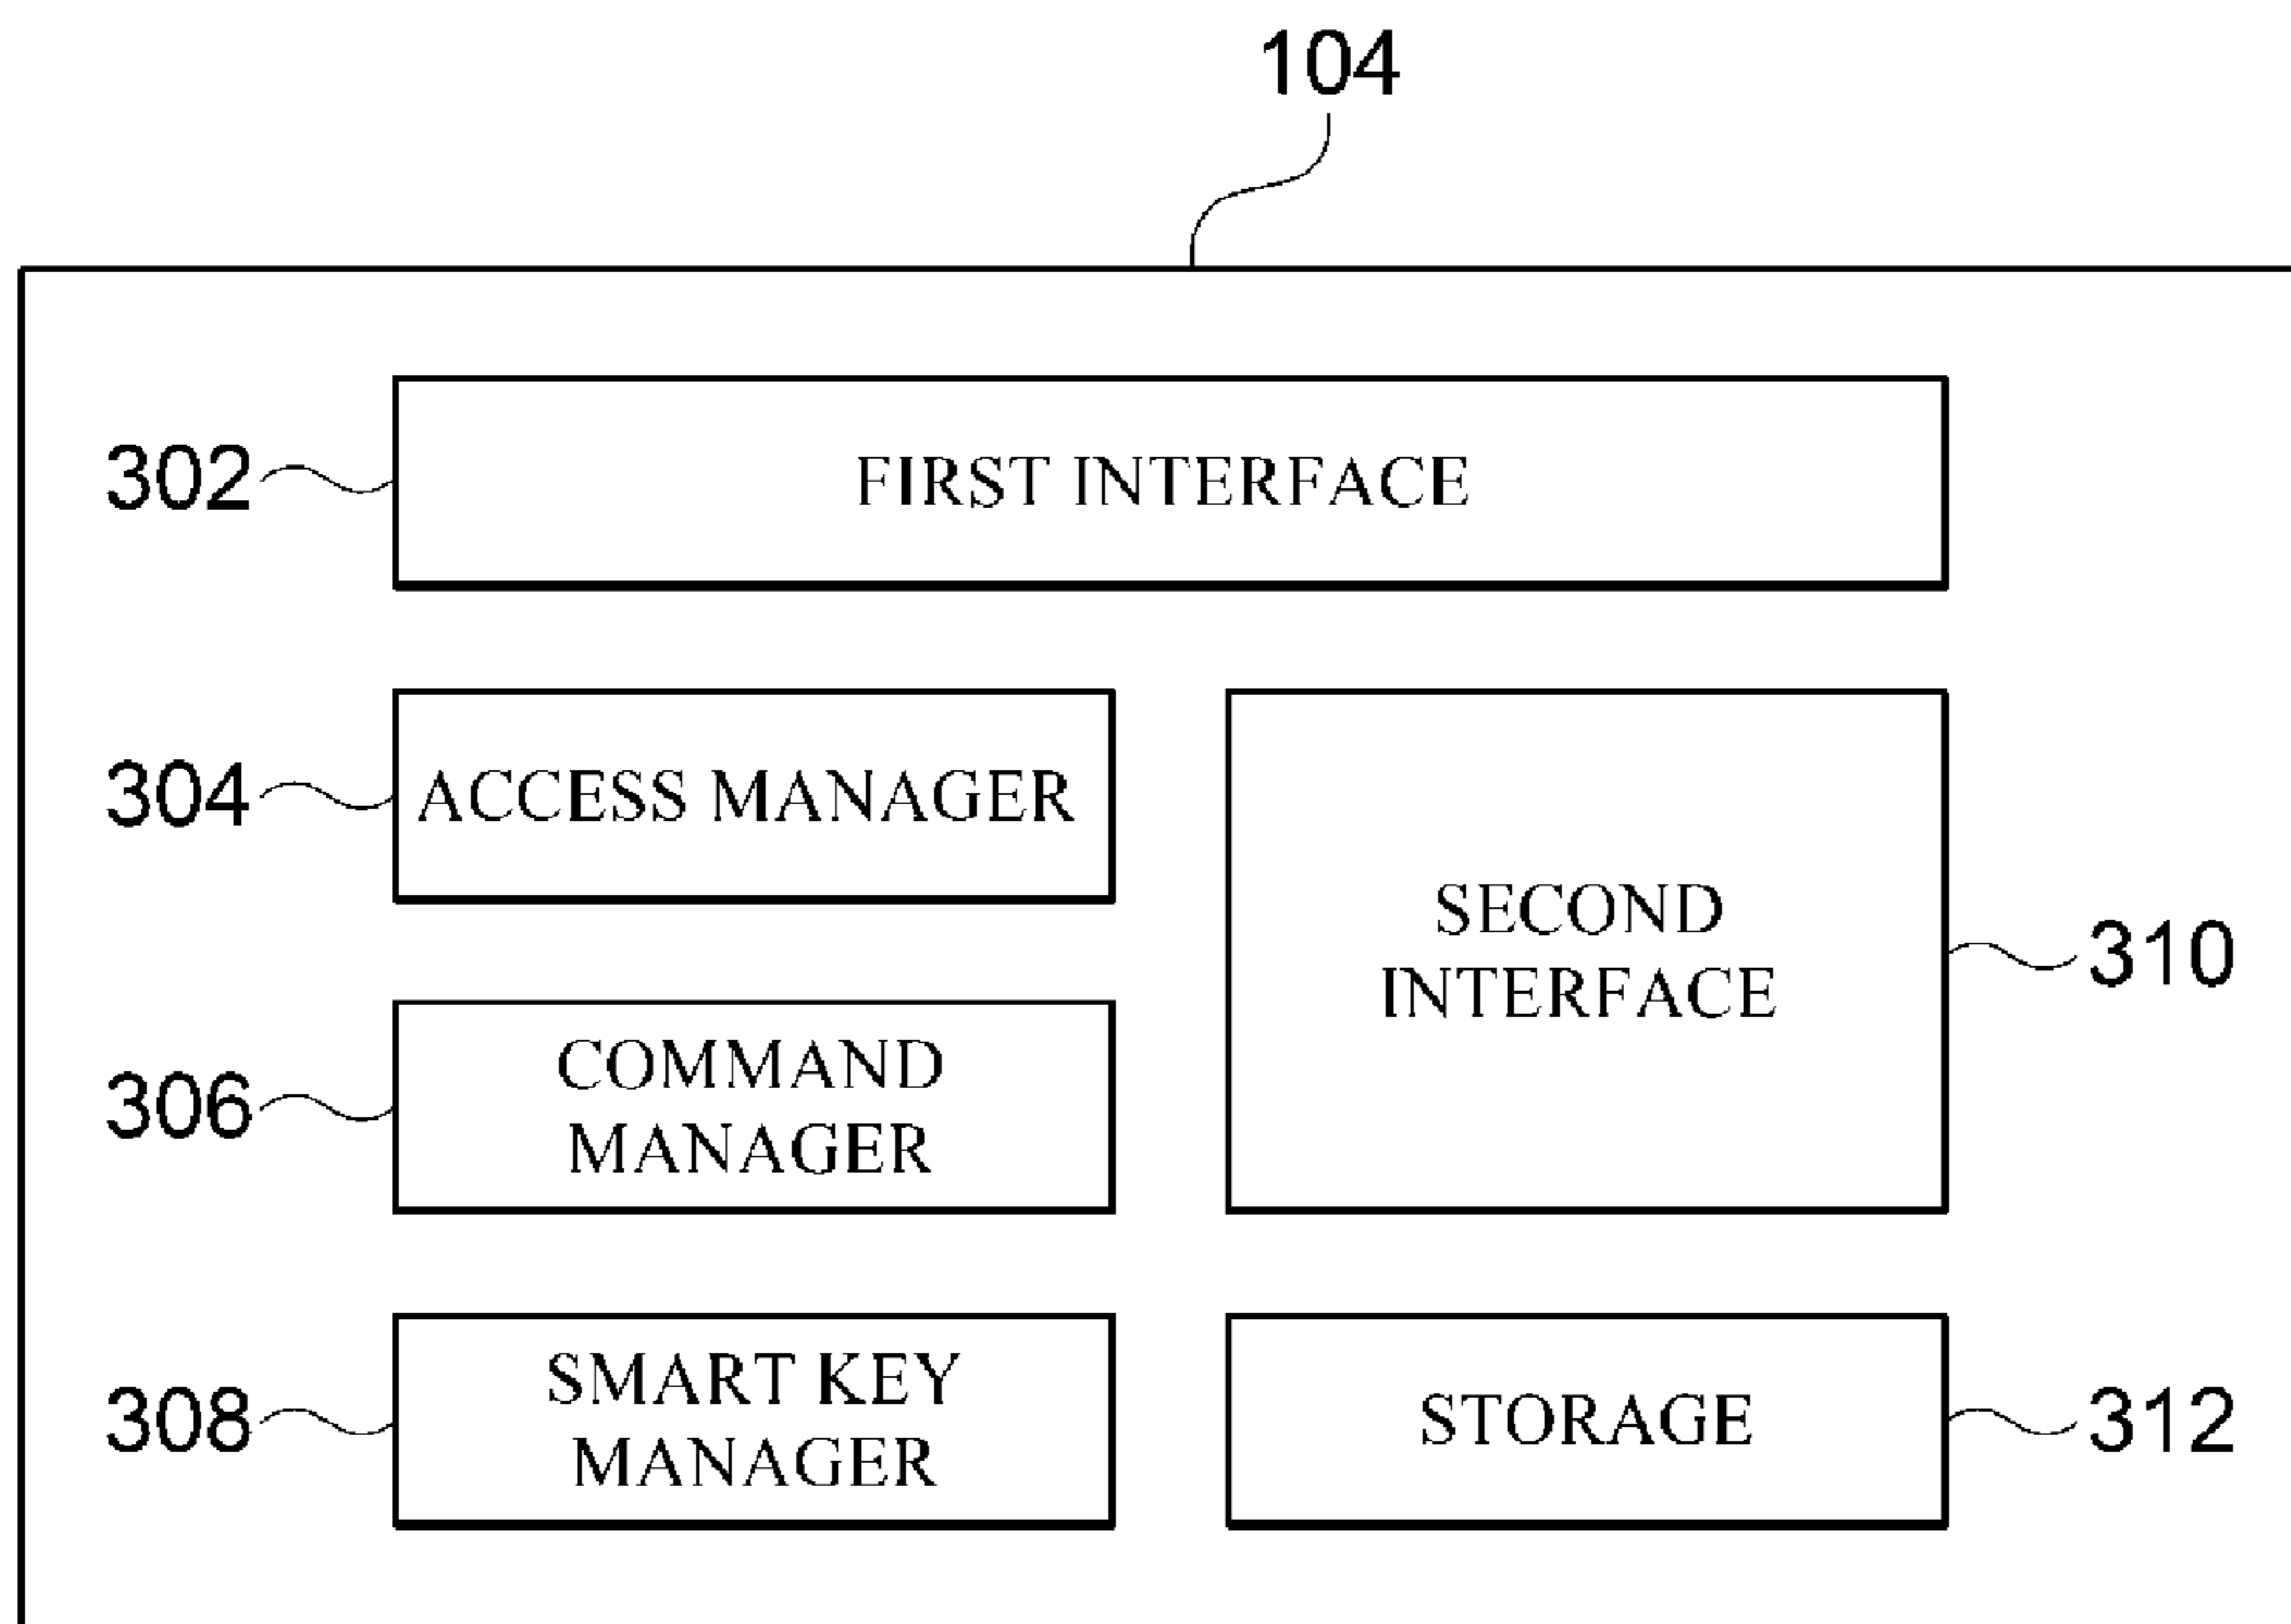 104
302
FIRST INTERFACE
304
ACCESS MANAGER
SECOND
INTERFACE
310
306
COMMAND
MANAGER
308
SMART KEY
MANAGER
STORAGE
312